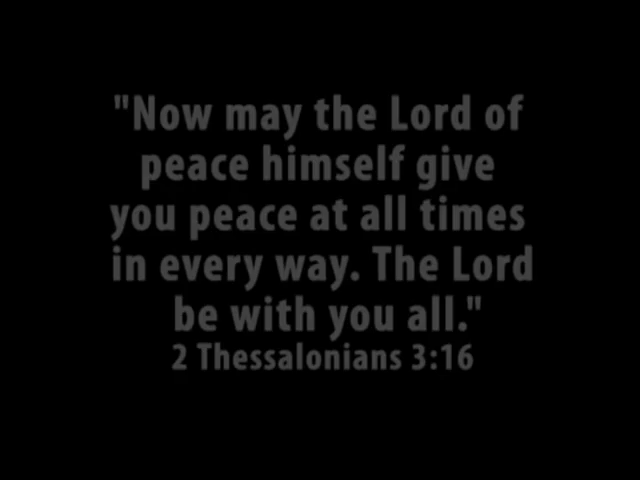 "Now may the Lord of
peace himself give
you peace at all times
in every way. The Lord
be with you all."
2 Thessalonians 3:16